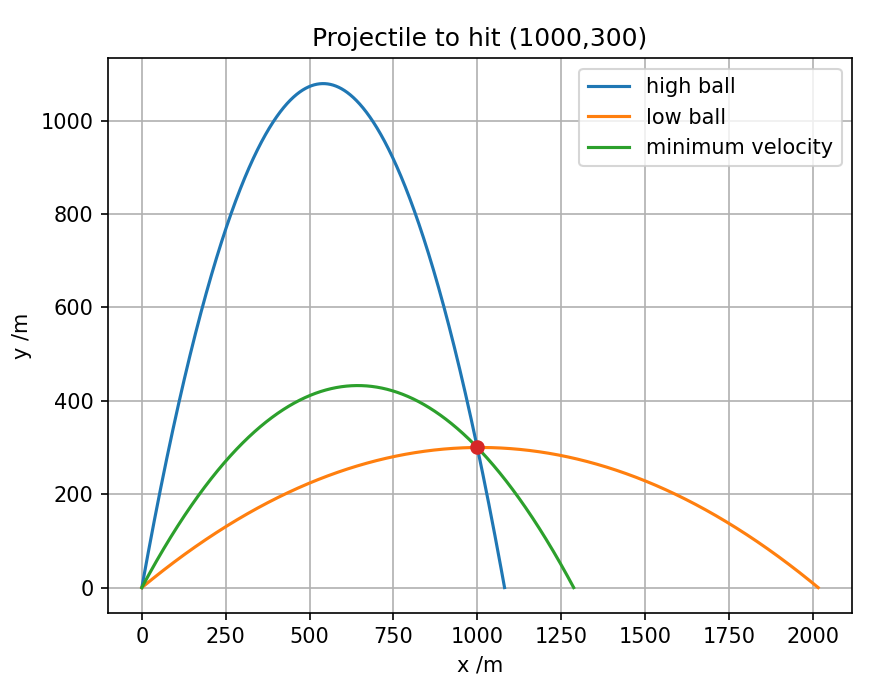 Projectile to hit (1000,300)
high ball
low ball
minimum velocity
y /m
1000
800
600
400
200
0
0 250 500 750 1000 1250 1500 1750 2000
x /m